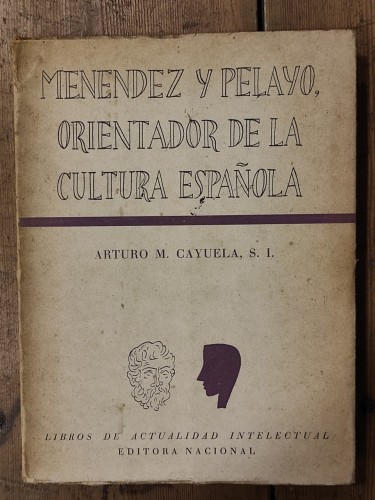 MENENDEZ Y PELAYO,
ORIENTADOR DE LA
CULTURA ESPAÑOLA
ARTURO M. CAYUELA, S. I.
LIBROS DE ACTUALIDAD INTELECTUAL
EDITORA NACIONAL